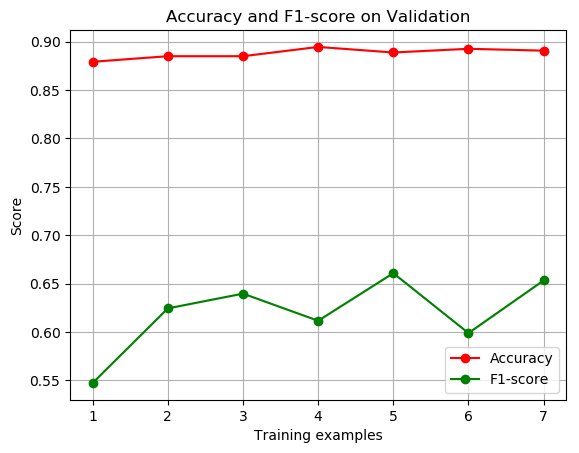 Accuracy and F1-score on Validation
0.90
0.85
0.80
0.75
0.70
0.65
0.60
0.55
Score
Accuracy
F1-score
1 2 3 4 5 6 7
Training examples